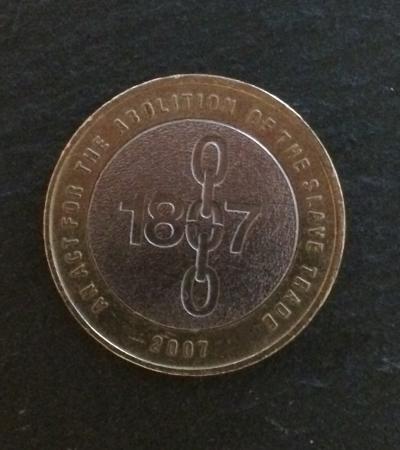 AN ACT FOR THE ABOLITION OF THE SLAVE TRADE
1807
2007